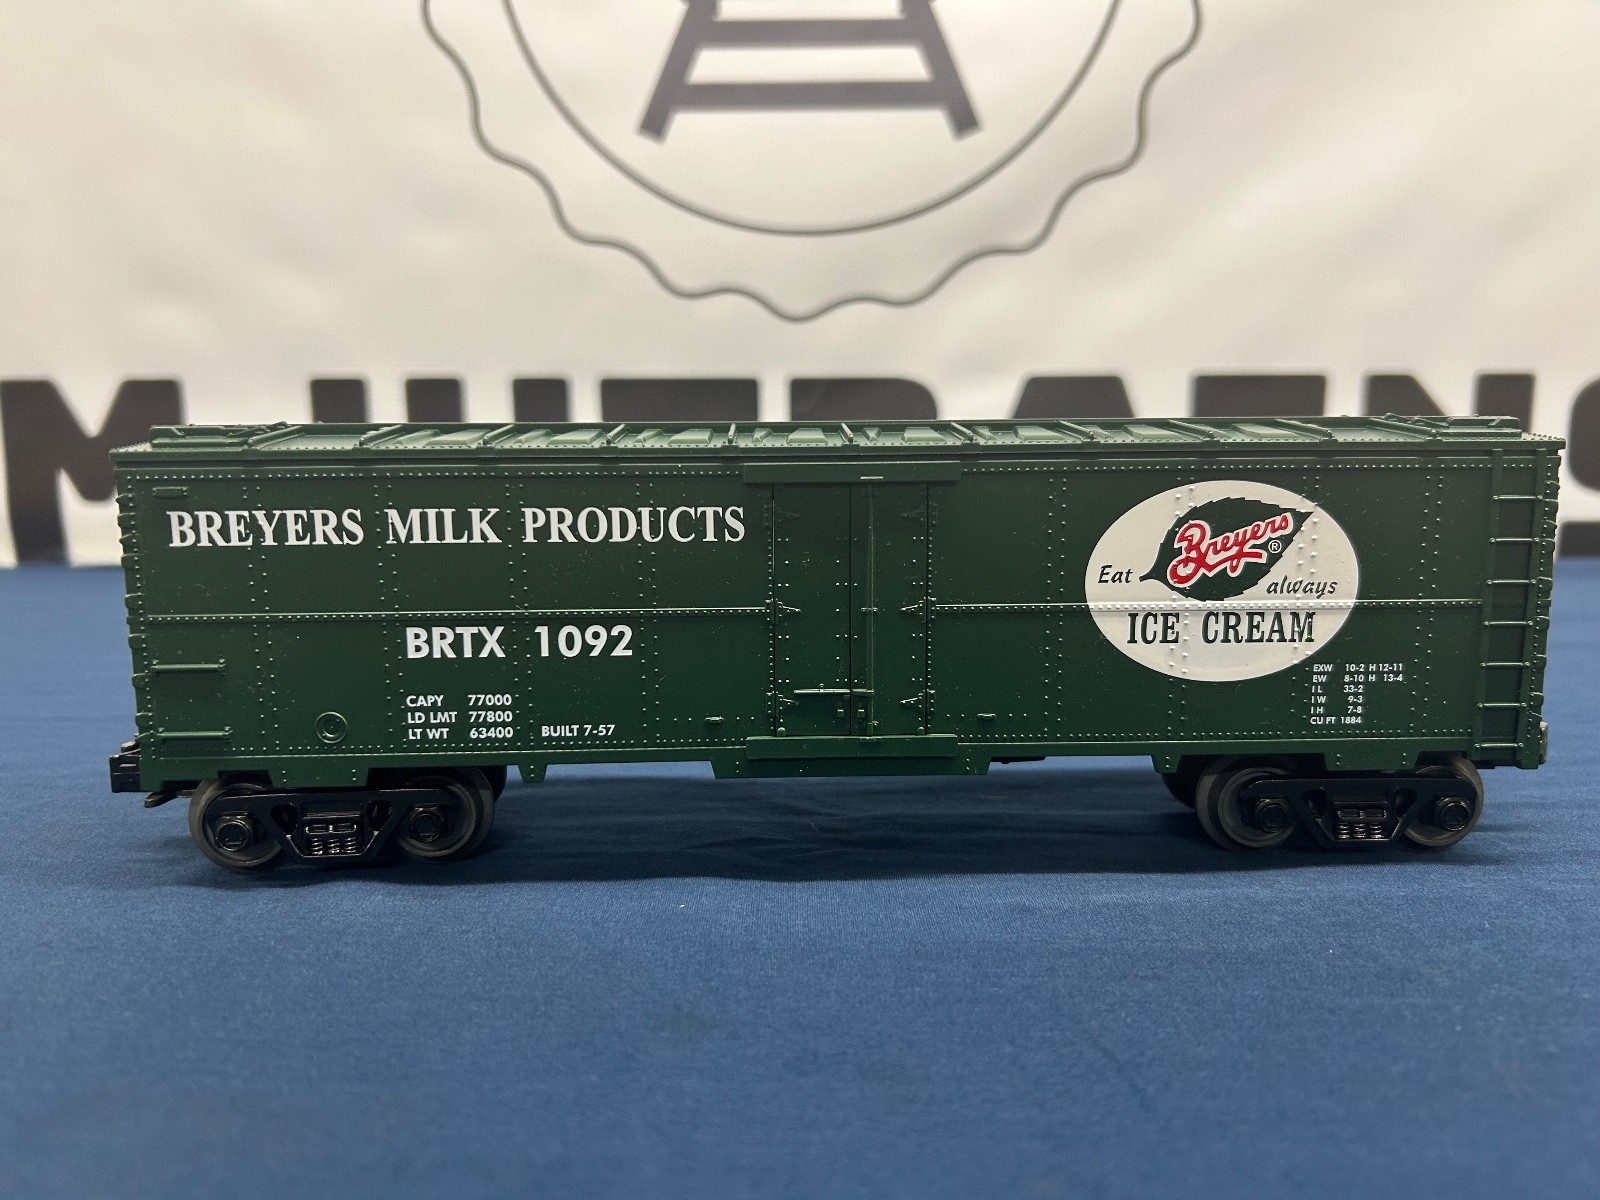 BREYERS MILK PRODUCTS
BRTX 1092
CAPY 77000
LD LMT 77800
LT WT 63400 BUILT 7-57
Breyers ®
Eat always
ICE CREAM
EXW 10-2 H 12-11
EW 8-10 H 13-4
IL 33-2
IW 9-3
IH 7-8
CU FT 1884